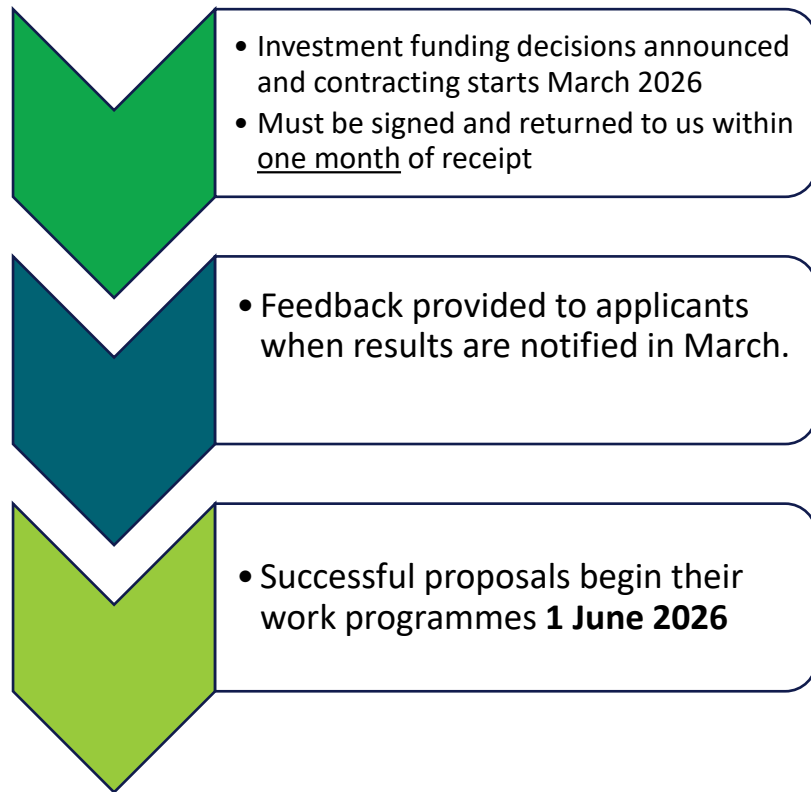 • Investment funding decisions announced
and contracting starts March 2026
• Must be signed and returned to us within
one month of receipt
• Feedback provided to applicants
when results are notified in March.
• Successful proposals begin their
work programmes 1 June 2026